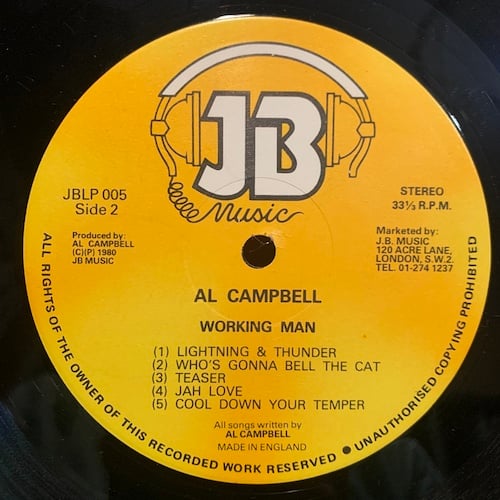 JB
Music
JBLP 005
Side 2
STEREO
33⅓ R.P.M.
Produced by:
AL CAMPBELL
(C)(P) 1980
JB MUSIC
Marketed by:
J.B. MUSIC
120 ACRE LANE,
LONDON, S.W.2.
TEL. 01-274 1237
AL CAMPBELL
WORKING MAN
(1) LIGHTNING & THUNDER
(2) WHO'S GONNA BELL THE CAT
(3) TEASER
(4) JAH LOVE
(5) COOL DOWN YOUR TEMPER
All songs written by
AL CAMPBELL
MADE IN ENGLAND
ALL RIGHTS OF THE OWNER OF THIS RECORDED WORK RESERVED ● UNAUTHORISED COPYING PROHIBITED